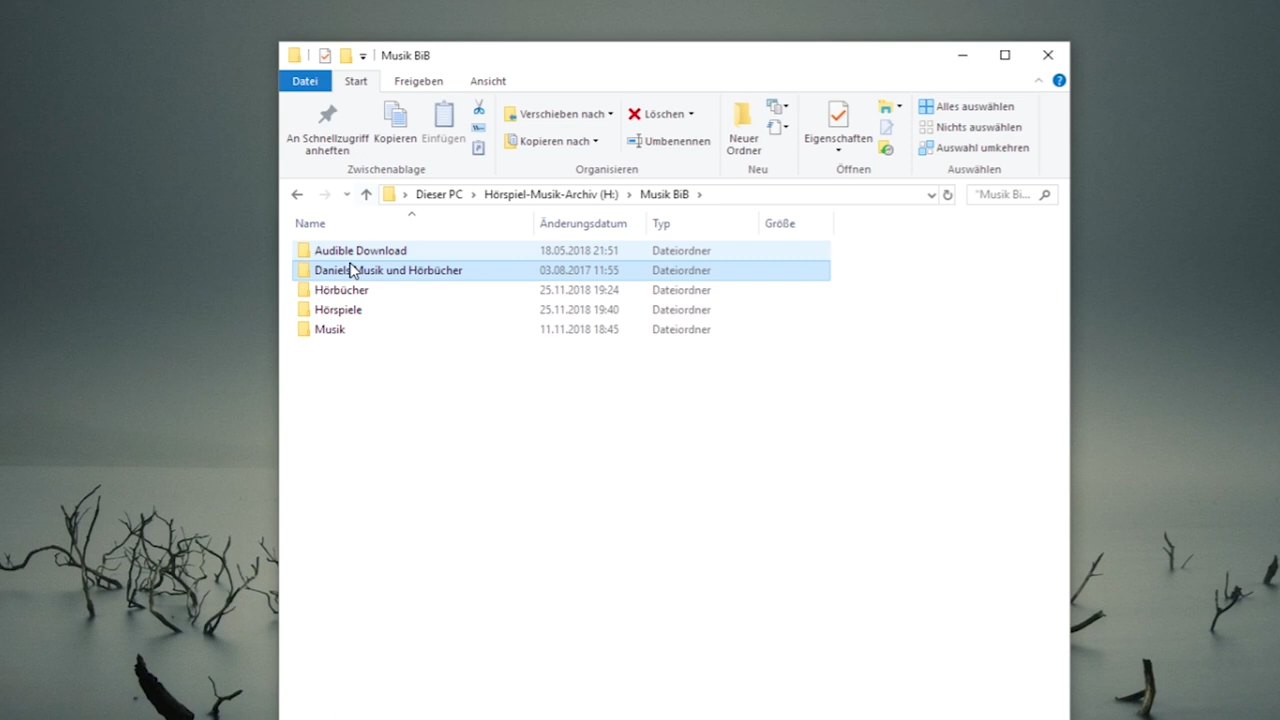 Musik BiB
Datei Start Freigeben Ansicht
An Schnellzugriff anheften
Kopieren
Einfügen
Zwischenablage
Verschieben nach
Kopieren nach
Löschen
Umbenennen
Organisieren
Neuer Ordner
Neu
Eigenschaften
Öffnen
Alles auswählen
Nichts auswählen
Auswahl umkehren
Auswählen
Dieser PC > Hörspiel-Musik-Archiv (H:) > Musik BiB >
"Musik Bi...
Name Änderungsdatum Typ Größe
Audible Download 18.05.2018 21:51 Dateiordner
Daniels Musik und Hörbücher 03.08.2017 11:55 Dateiordner
Hörbücher 25.11.2018 19:24 Dateiordner
Hörspiele 25.11.2018 19:40 Dateiordner
Musik 11.11.2018 18:45 Dateiordner